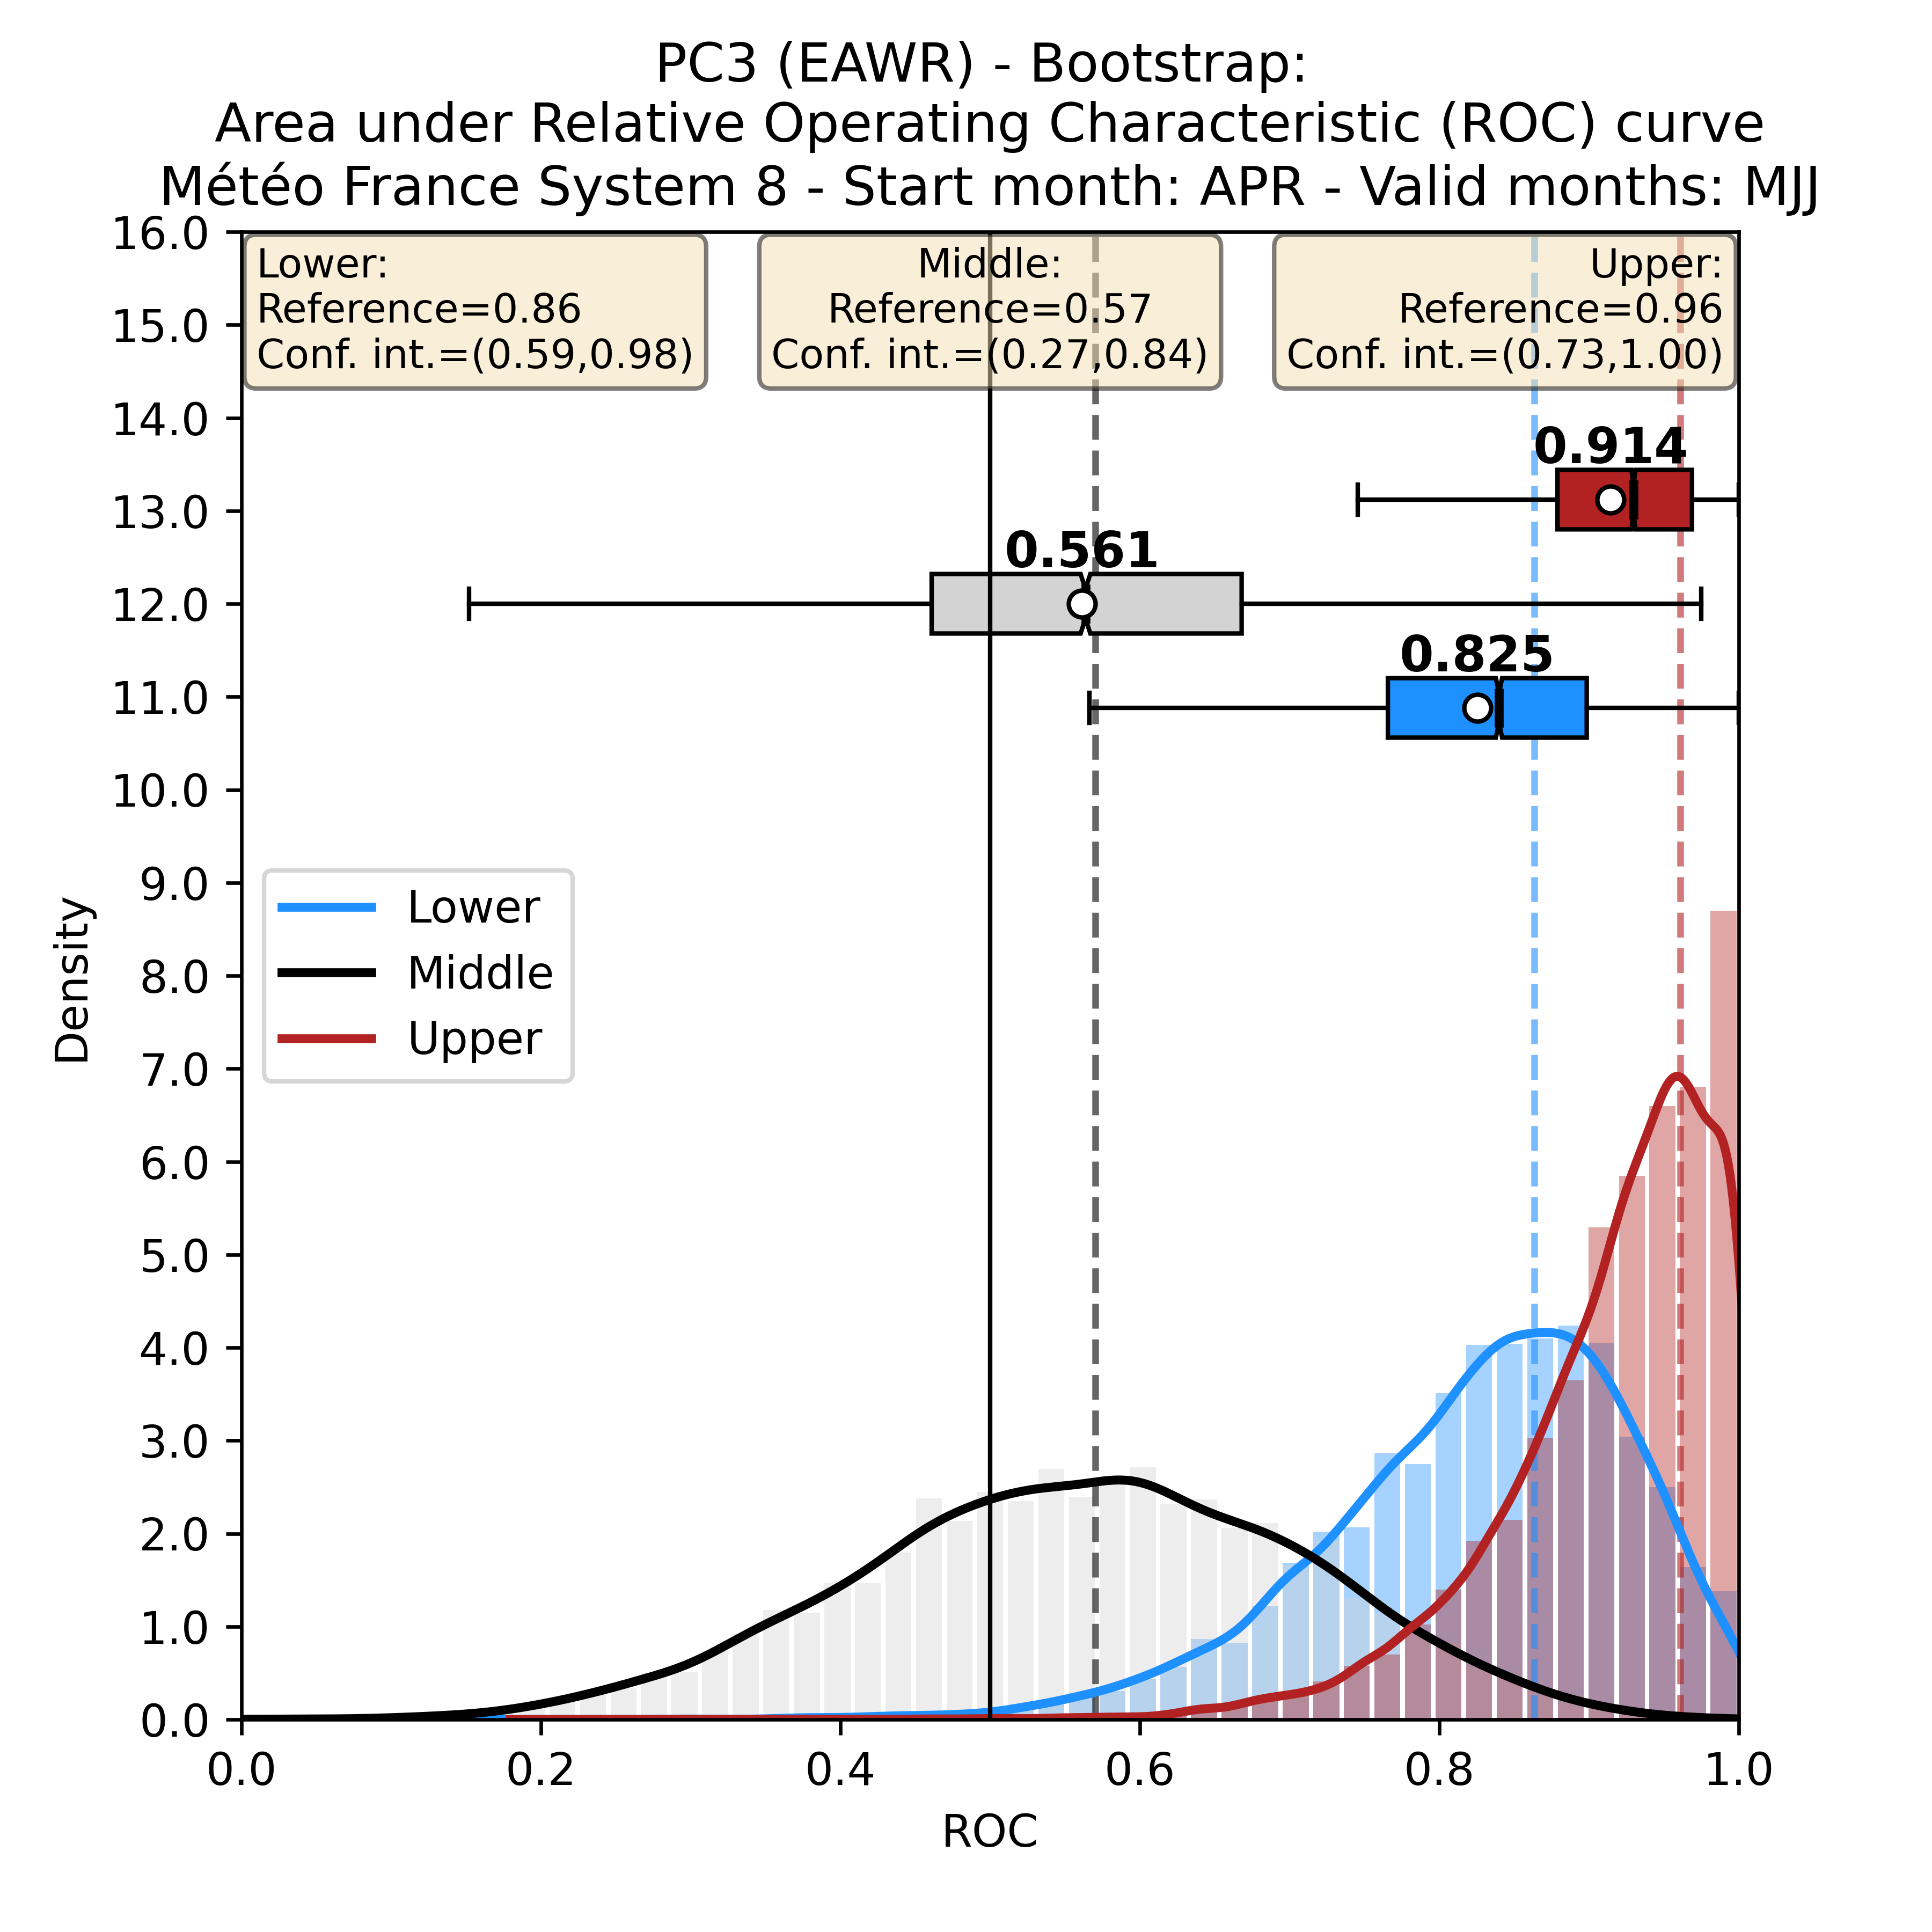 PC3 (EAWR) - Bootstrap:
Area under Relative Operating Characteristic (ROC) curve
Météo France System 8 - Start month: APR - Valid months: MJJ
Lower:
Reference=0.86
Conf. int.=(0.59,0.98)
Middle:
Reference=0.57
Conf. int.=(0.27,0.84)
Upper:
Reference=0.96
Conf. int.=(0.73,1.00)
0.914
0.561
0.825
16.0
15.0
14.0
13.0
12.0
11.0
10.0
9.0
8.0
7.0
6.0
5.0
4.0
3.0
2.0
1.0
0.0
Density
Lower
Middle
Upper
0.0
0.2
0.4
0.6
0.8
1.0
ROC